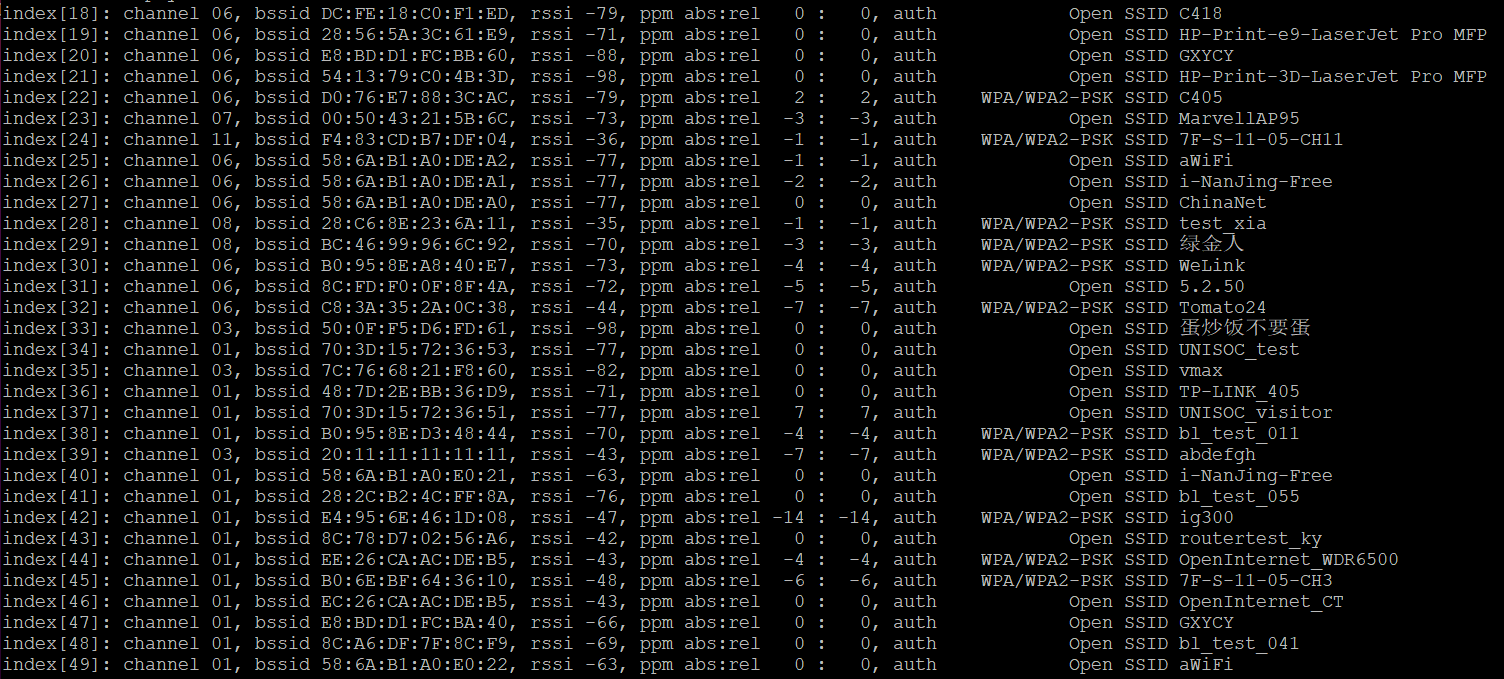 index[18]: channel 06, bssid DC:FE:18:C0:F1:ED, rssi -79, ppm abs:rel   0 :   0, auth            Open SSID C418
index[19]: channel 06, bssid 28:56:5A:3C:61:E9, rssi -71, ppm abs:rel   0 :   0, auth            Open SSID HP-Print-e9-LaserJet Pro MFP
index[20]: channel 06, bssid E8:BD:D1:FC:BB:60, rssi -88, ppm abs:rel   0 :   0, auth            Open SSID GXYCY
index[21]: channel 06, bssid 54:13:79:C0:4B:3D, rssi -98, ppm abs:rel   0 :   0, auth            Open SSID HP-Print-3D-LaserJet Pro MFP
index[22]: channel 06, bssid D0:76:E7:88:3C:AC, rssi -79, ppm abs:rel   2 :   2, auth    WPA/WPA2-PSK SSID C405
index[23]: channel 07, bssid 00:50:43:21:5B:6C, rssi -73, ppm abs:rel  -3 :  -3, auth            Open SSID MarvellAP95
index[24]: channel 11, bssid F4:83:CD:B7:DF:04, rssi -36, ppm abs:rel  -1 :  -1, auth    WPA/WPA2-PSK SSID 7F-S-11-05-CH11
index[25]: channel 06, bssid 58:6A:B1:A0:DE:A2, rssi -77, ppm abs:rel  -1 :  -1, auth            Open SSID aWiFi
index[26]: channel 06, bssid 58:6A:B1:A0:DE:A1, rssi -77, ppm abs:rel  -2 :  -2, auth            Open SSID i-NanJing-Free
index[27]: channel 06, bssid 58:6A:B1:A0:DE:A0, rssi -77, ppm abs:rel   0 :   0, auth            Open SSID ChinaNet
index[28]: channel 08, bssid 28:C6:8E:23:6A:11, rssi -35, ppm abs:rel  -1 :  -1, auth    WPA/WPA2-PSK SSID test_xia
index[29]: channel 08, bssid BC:46:99:96:6C:92, rssi -70, ppm abs:rel  -3 :  -3, auth    WPA/WPA2-PSK SSID 绿金人
index[30]: channel 06, bssid B0:95:8E:A8:40:E7, rssi -73, ppm abs:rel  -4 :  -4, auth    WPA/WPA2-PSK SSID WeLink
index[31]: channel 06, bssid 8C:FD:F0:0F:8F:4A, rssi -72, ppm abs:rel  -5 :  -5, auth            Open SSID 5.2.50
index[32]: channel 06, bssid C8:3A:35:2A:0C:38, rssi -44, ppm abs:rel  -7 :  -7, auth    WPA/WPA2-PSK SSID Tomato24
index[33]: channel 03, bssid 50:0F:F5:D6:FD:61, rssi -98, ppm abs:rel   0 :   0, auth            Open SSID 蛋炒饭不要蛋
index[34]: channel 01, bssid 70:3D:15:72:36:53, rssi -77, ppm abs:rel   0 :   0, auth            Open SSID UNISOC_test
index[35]: channel 03, bssid 7C:76:68:21:F8:60, rssi -82, ppm abs:rel   0 :   0, auth            Open SSID vmax
index[36]: channel 01, bssid 48:7D:2E:BB:36:D9, rssi -71, ppm abs:rel   0 :   0, auth            Open SSID TP-LINK_405
index[37]: channel 01, bssid 70:3D:15:72:36:51, rssi -77, ppm abs:rel   7 :   7, auth            Open SSID UNISOC_visitor
index[38]: channel 01, bssid B0:95:8E:D3:48:44, rssi -70, ppm abs:rel  -4 :  -4, auth    WPA/WPA2-PSK SSID bl_test_011
index[39]: channel 03, bssid 20:11:11:11:11:11, rssi -43, ppm abs:rel  -7 :  -7, auth    WPA/WPA2-PSK SSID abdefgh
index[40]: channel 01, bssid 58:6A:B1:A0:E0:21, rssi -63, ppm abs:rel   0 :   0, auth            Open SSID i-NanJing-Free
index[41]: channel 01, bssid 28:2C:B2:4C:FF:8A, rssi -76, ppm abs:rel   0 :   0, auth            Open SSID bl_test_055
index[42]: channel 01, bssid E4:95:6E:46:1D:08, rssi -47, ppm abs:rel -14 : -14, auth    WPA/WPA2-PSK SSID ig300
index[43]: channel 01, bssid 8C:78:D7:02:56:A6, rssi -42, ppm abs:rel   0 :   0, auth            Open SSID routertest_ky
index[44]: channel 01, bssid EE:26:CA:AC:DE:B5, rssi -43, ppm abs:rel  -4 :  -4, auth    WPA/WPA2-PSK SSID OpenInternet_WDR6500
index[45]: channel 01, bssid B0:6E:BF:64:36:10, rssi -48, ppm abs:rel  -6 :  -6, auth    WPA/WPA2-PSK SSID 7F-S-11-05-CH3
index[46]: channel 01, bssid EC:26:CA:AC:DE:B5, rssi -43, ppm abs:rel   0 :   0, auth            Open SSID OpenInternet_CT
index[47]: channel 01, bssid E8:BD:D1:FC:BA:40, rssi -66, ppm abs:rel   0 :   0, auth            Open SSID GXYCY
index[48]: channel 01, bssid 8C:A6:DF:7F:8C:F9, rssi -69, ppm abs:rel   0 :   0, auth            Open SSID bl_test_041
index[49]: channel 01, bssid 58:6A:B1:A0:E0:22, rssi -63, ppm abs:rel   0 :   0, auth            Open SSID aWiFi